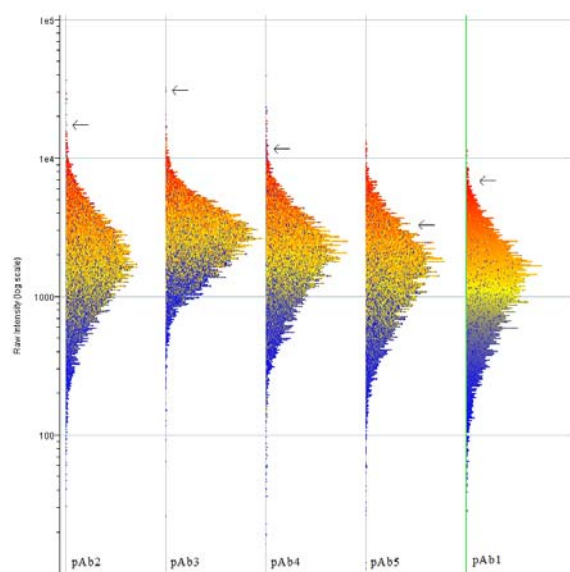 1e5
1e4
1000
100
Raw Intensity (log scale)
pAb2
pAb3
pAb4
pAb5
pAb1